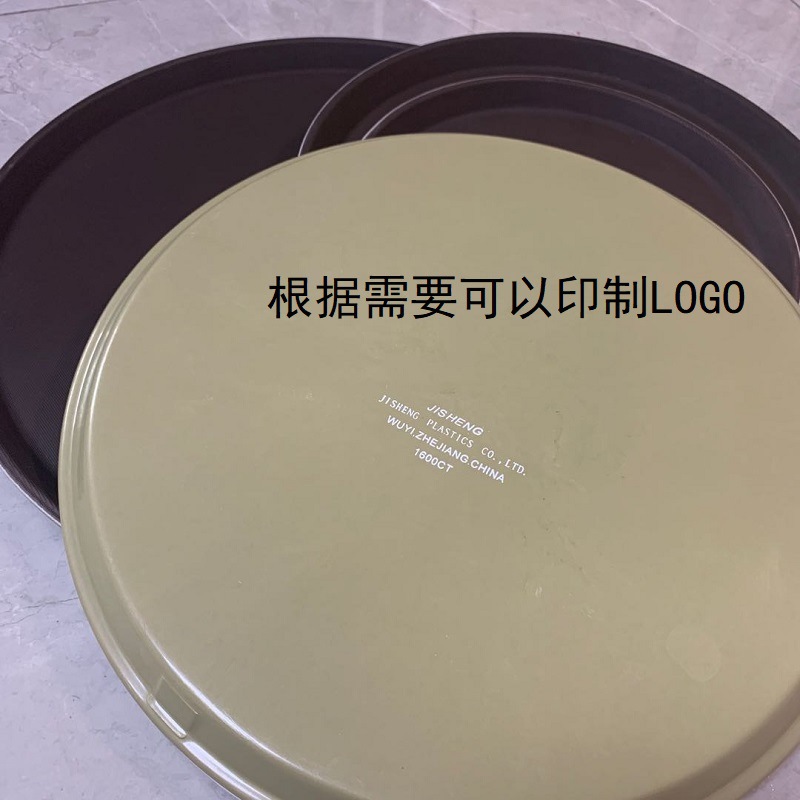 根据需要可以印制LOGO
JISHENG
JISHENG PLASTICS CO.,LTD.
WUYI.ZHEJIANG.CHINA
1600CT